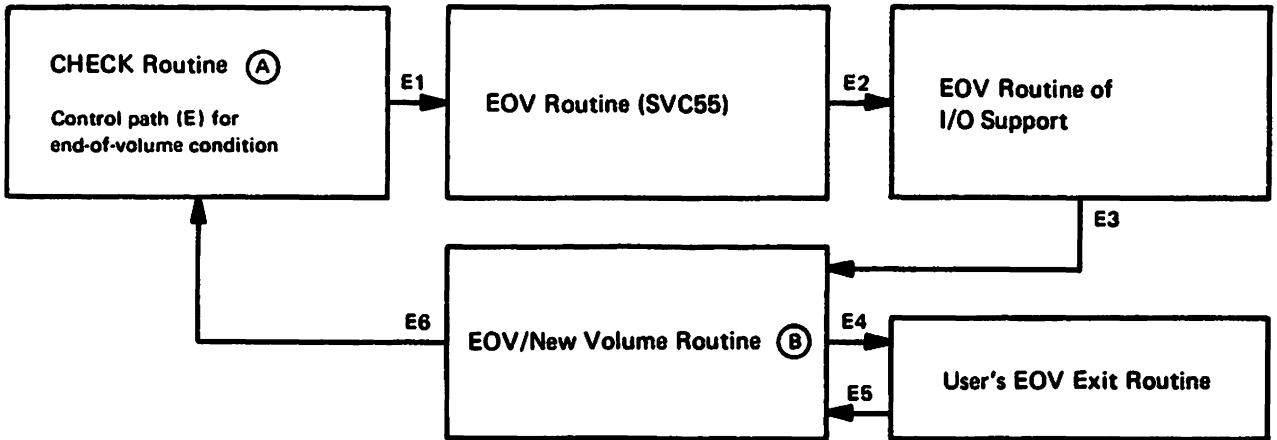 CHECK Routine A
Control path (E) for
end-of-volume condition
E1
EOV Routine (SVC55)
E2
EOV Routine of
I/O Support
E3
E6
EOV/New Volume Routine B
E4
E5
User's EOV Exit Routine